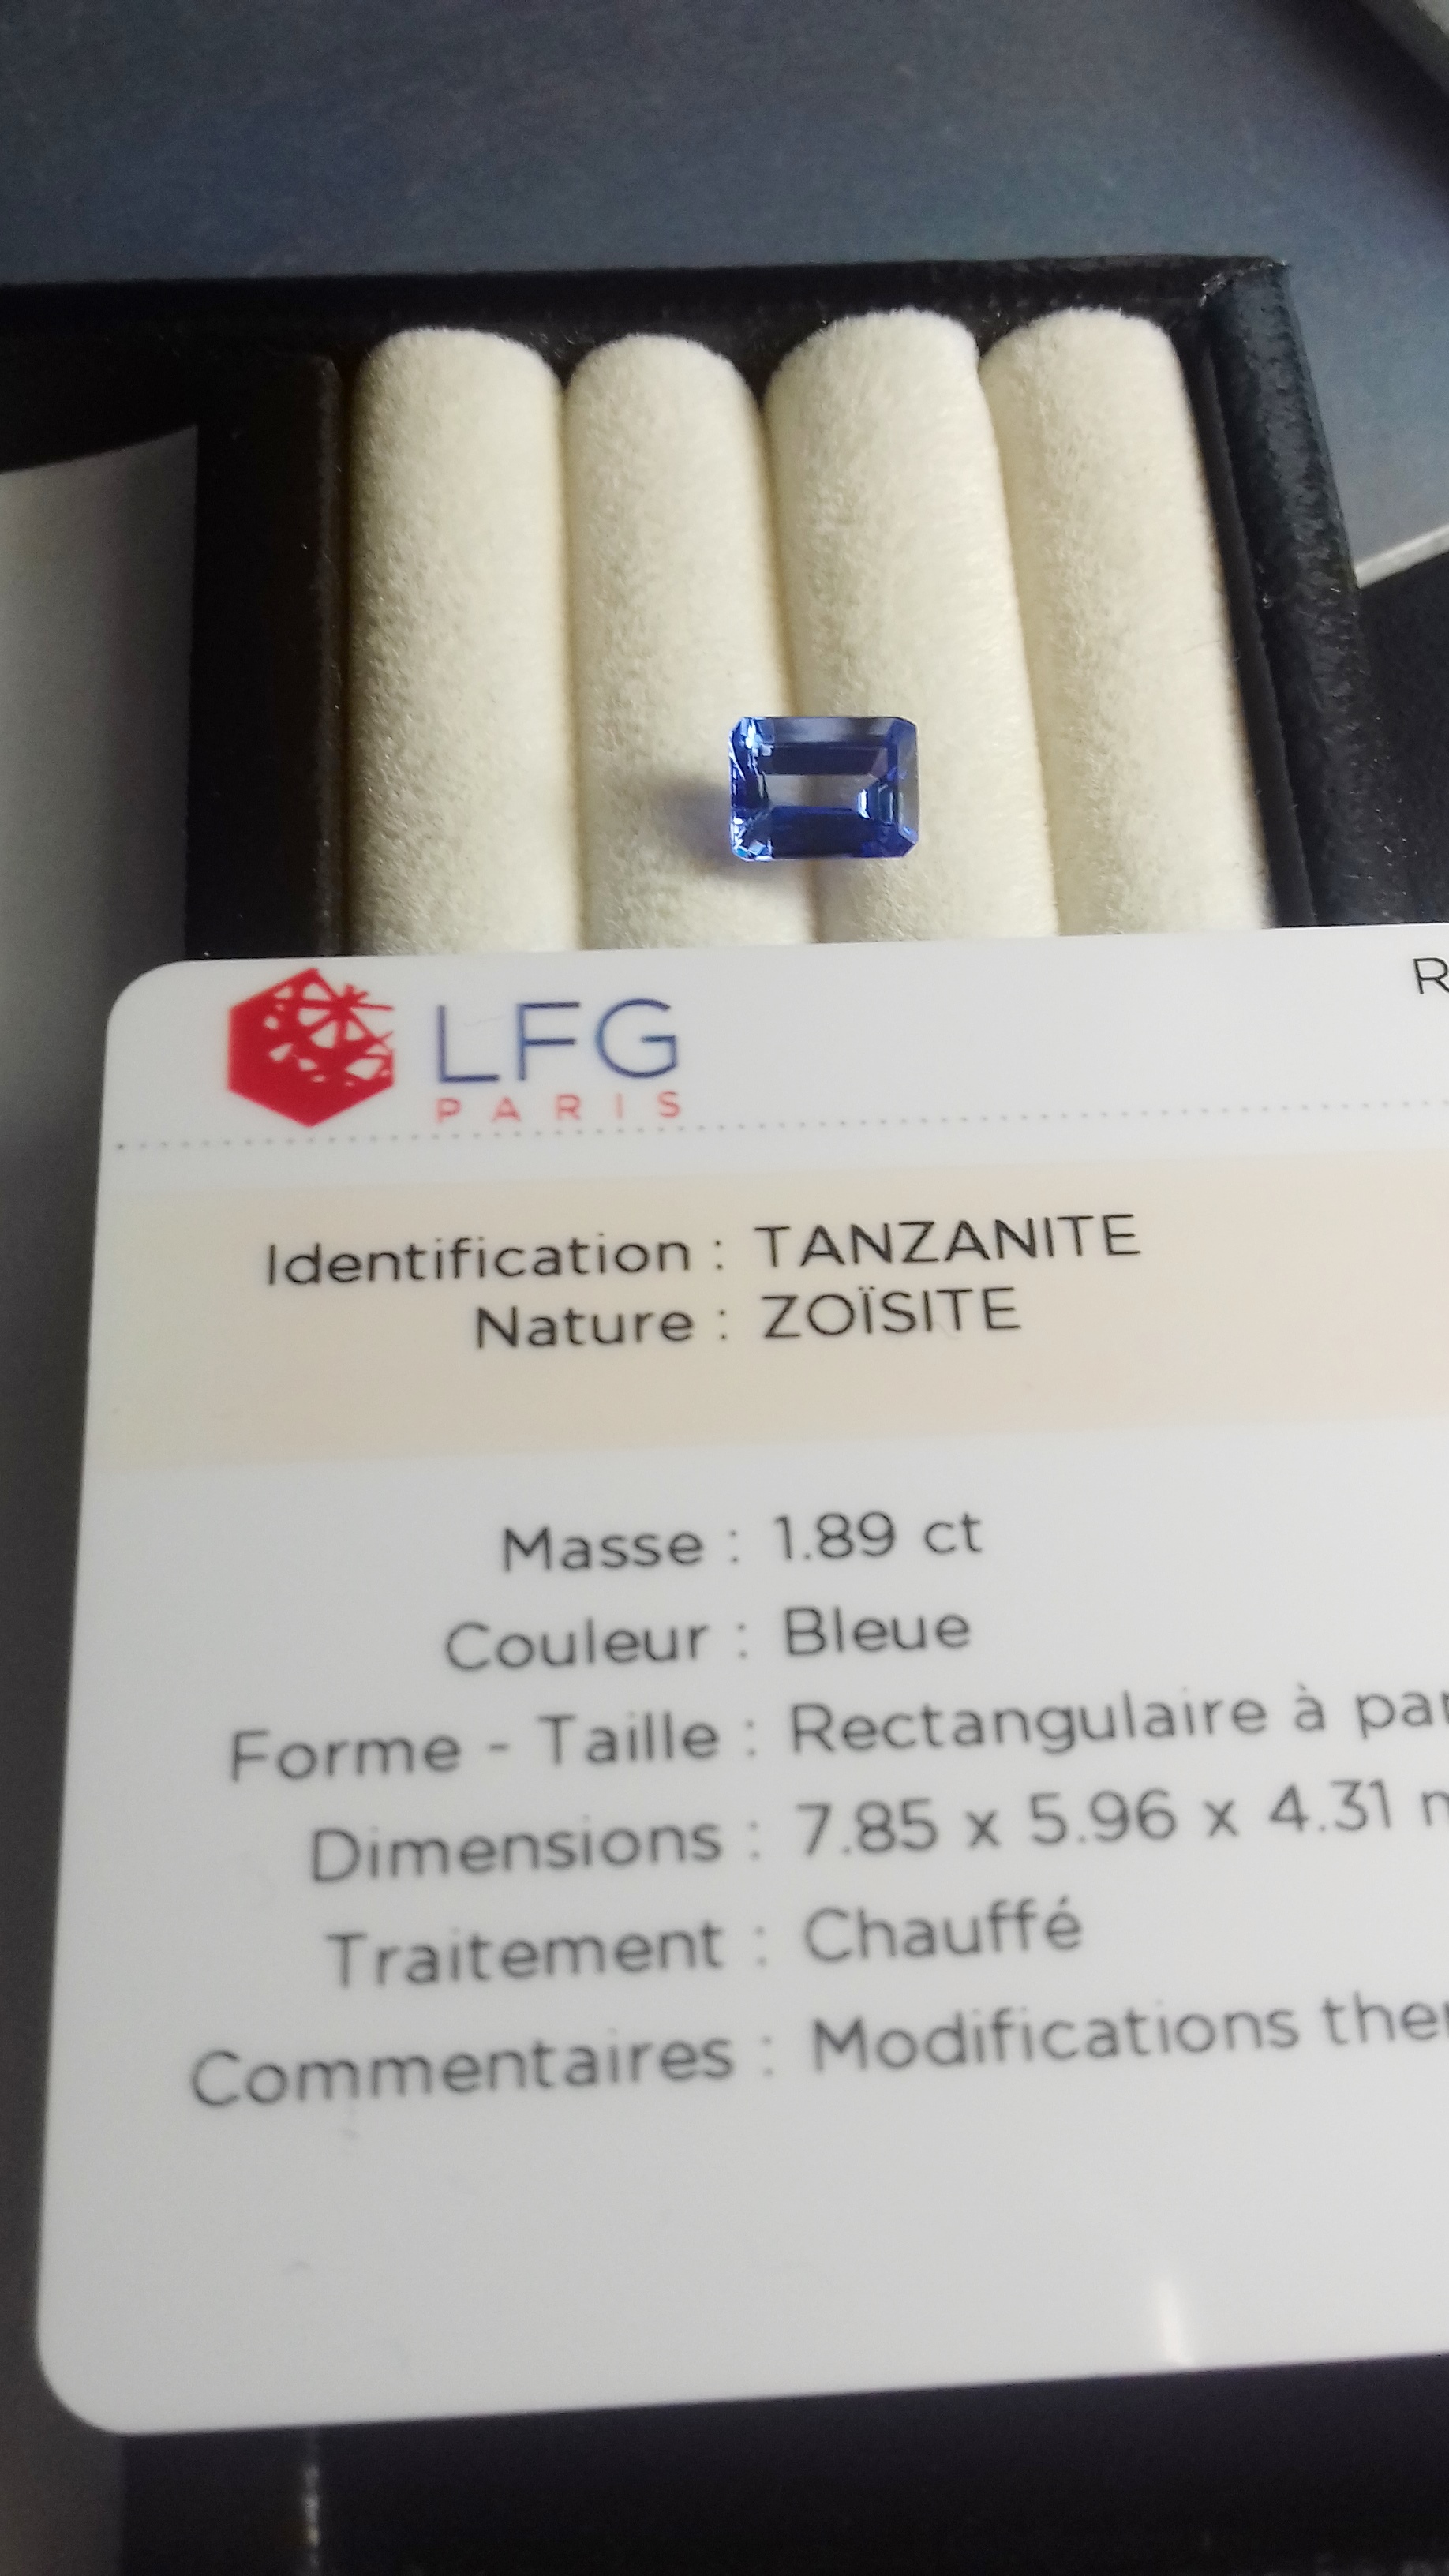 LFG
PARIS
R
Identification : TANZANITE
Nature : ZOÏSITE
Masse : 1.89 ct
Couleur : Bleue
Forme - Taille : Rectangulaire à
Dimensions : 7.85 x 5.96 x 4.31
Traitement : Chauffé
Commentaires : Modifications